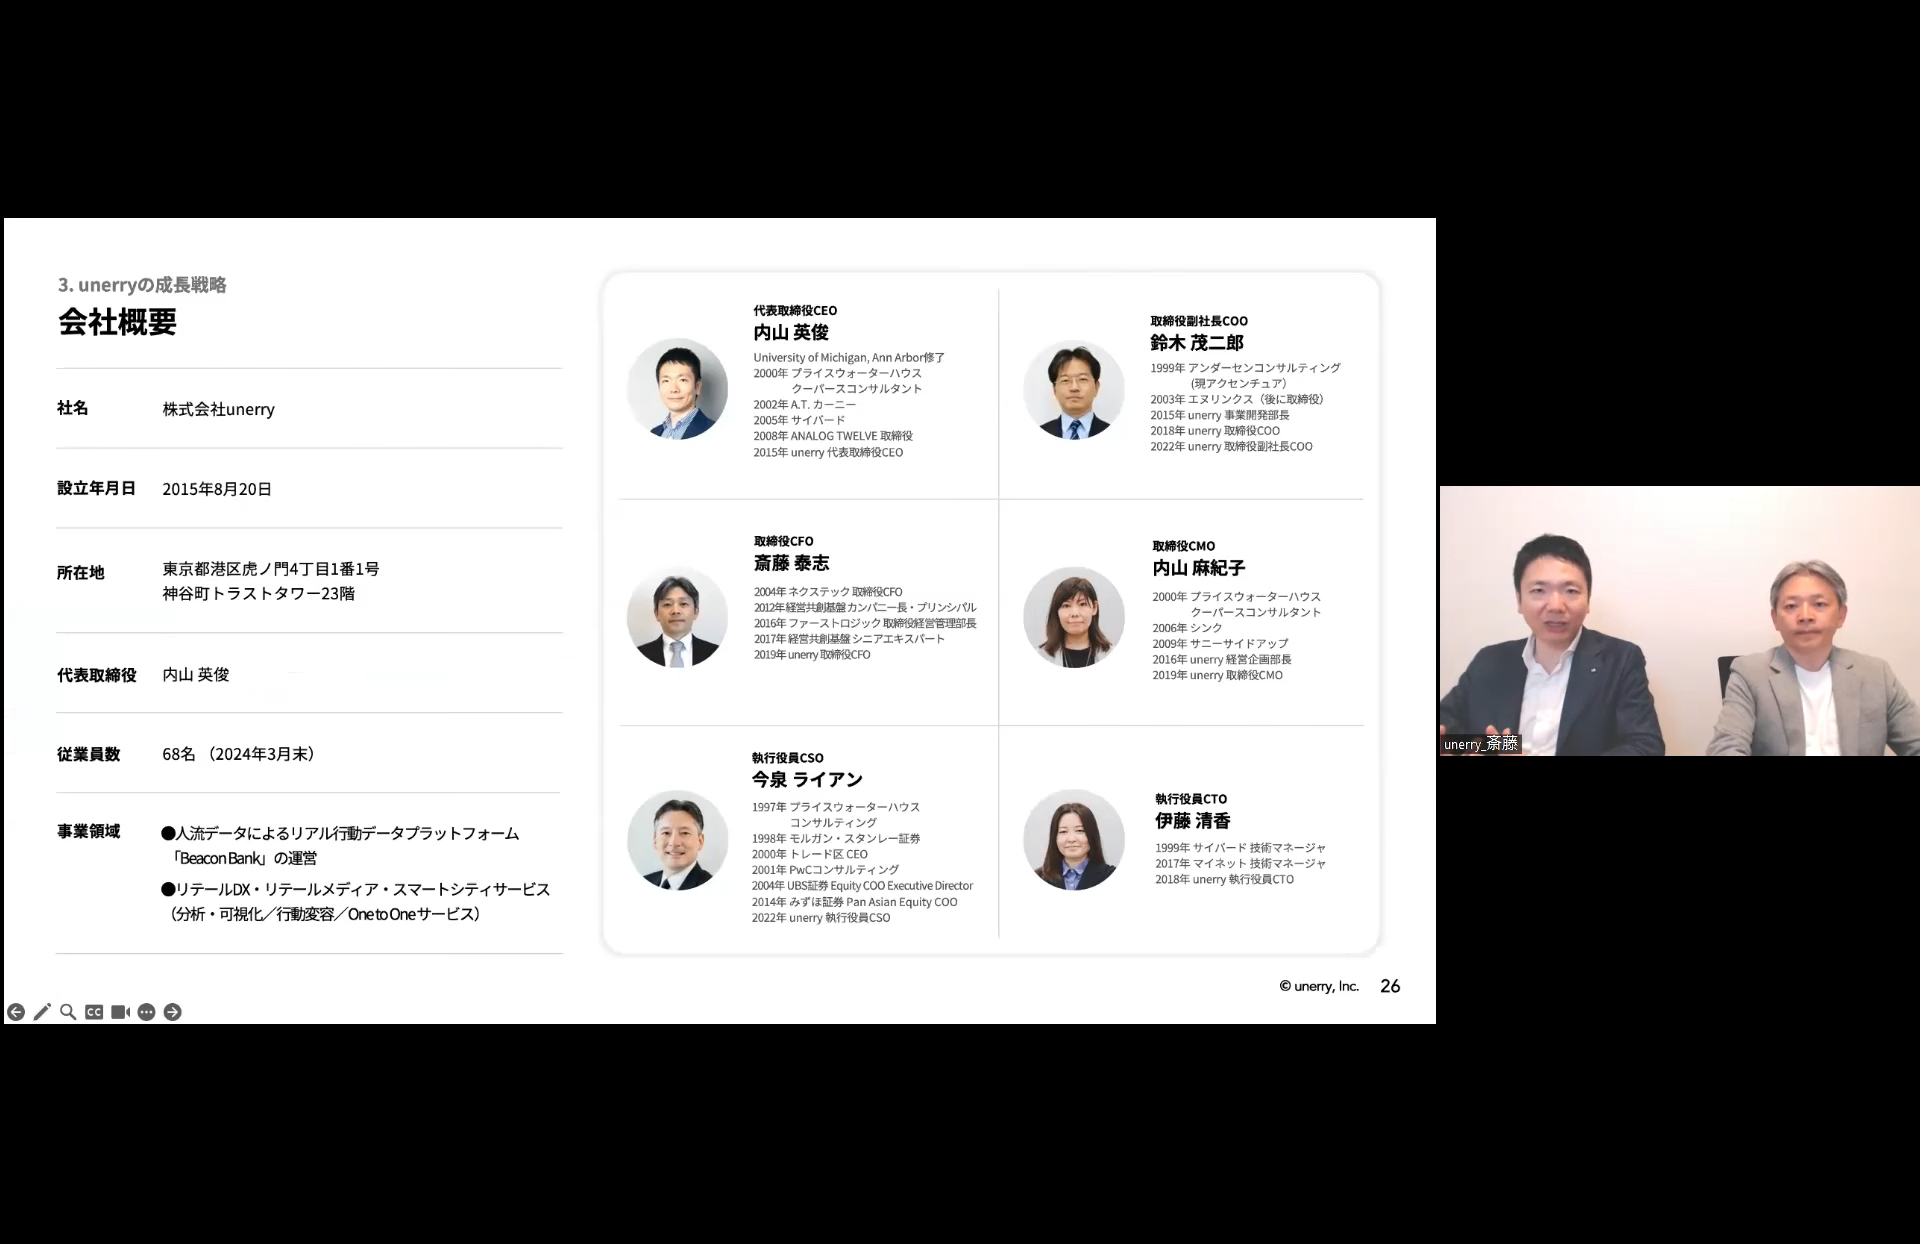 3. unerryの成長戦略
会社概要
社名 株式会社unerry
設立年月日 2015年8月20日
所在地 東京都港区虎ノ門4丁目1番1号
神谷町トラストタワー23階
代表取締役 内山 英俊
従業員数 68名 （2024年3月末）
事業領域 ●人流データによるリアル行動データプラットフォーム
「Beacon Bank」の運営
●リテールDX・リテールメディア・スマートシティサービス
（分析・可視化／行動変容／One to One サービス）
代表取締役CEO
内山 英俊
University of Michigan, Ann Arbor修了
2000年 プライスウォーターハウス
クーパースコンサルタント
2002年 A.T. カーニー
2005年 サイバード
2008年 ANALOG TWELVE 取締役
2015年 unerry 代表取締役CEO
取締役副社長COO
鈴木 茂二郎
1999年 アンダーセンコンサルティング
（現アクセンチュア）
2003年 エヌリンクス（後に取締役）
2015年 unerry 事業開発部長
2018年 unerry 取締役COO
2022年 unerry 取締役副社長COO
取締役CFO
斎藤 泰志
2004年 ネクステック 取締役CFO
2012年 経営共創基盤 カンパニー長・プリンシパル
2016年 ファーストロジック 取締役経営管理部長
2017年 経営共創基盤 シニアエキスパート
2019年 unerry 取締役CFO
取締役CMO
内山 麻紀子
2000年 プライスウォーターハウス
クーパースコンサルタント
2006年 シンク
2009年 サニーサイドアップ
2016年 unerry 経営企画部長
2019年 unerry 取締役CMO
執行役員CSO
今泉 ライアン
1997年 プライスウォーターハウス
コンサルティング
1998年 モルガン・スタンレー証券
2000年 トレード区 CEO
2001年 PwCコンサルティング
2004年 UBS証券 Equity COO Executive Director
2014年 みずほ証券 Pan Asian Equity COO
2022年 unerry 執行役員CSO
執行役員CTO
伊藤 清香
1999年 サイバード 技術マネージャ
2017年 マイネット 技術マネージャ
2018年 unerry 執行役員CTO
© unerry, Inc. 26
CC
unerry_斎藤